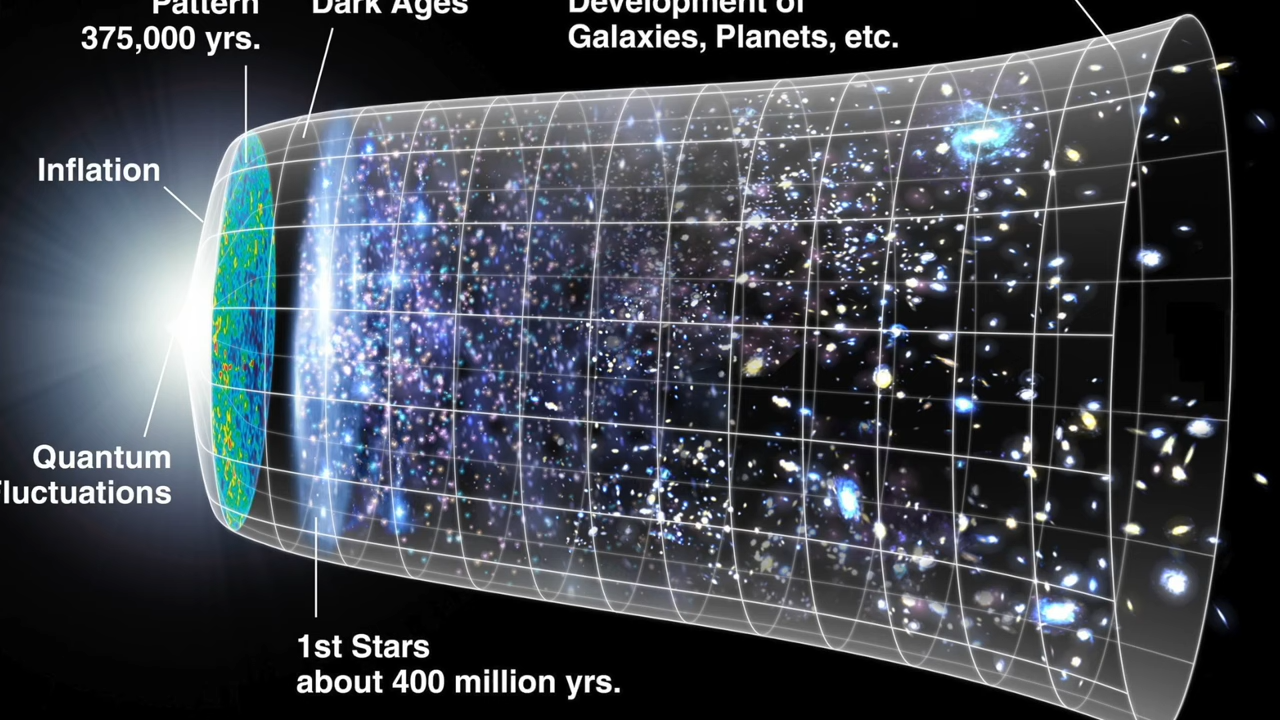 Pattern
375,000 yrs.
Dark Ages
Development of
Galaxies, Planets, etc.
Inflation
Quantum
Fluctuations
1st Stars
about 400 million yrs.